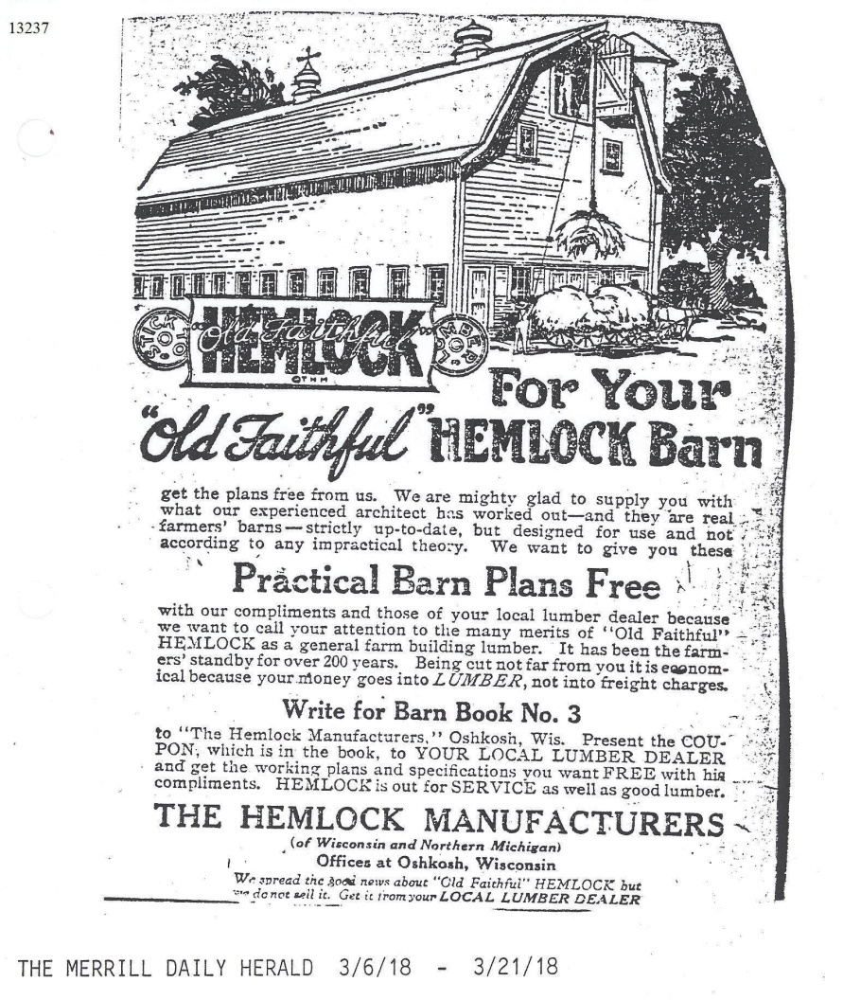 13237
STICK TO
HEMLOCK
"Old Faithful"
For Your
"Old Faithful" HEMLOCK Barn
get the plans free from us. We are mighty glad to supply you with
what our experienced architect has worked out—and they are real
farmers' barns—strictly up-to-date, but designed for use and not
according to any impractical theory. We want to give you these
Practical Barn Plans Free
with our compliments and those of your local lumber dealer because
we want to call your attention to the many merits of "Old Faithful"
HEMLOCK as a general farm building lumber. It has been the farm-
ers' standby for over 200 years. Being cut not far from you it is econom-
ical because your money goes into LUMBER, not into freight charges.
Write for Barn Book No. 3
to "The Hemlock Manufacturers," Oshkosh, Wis. Present the COU-
PON, which is in the book, to YOUR LOCAL LUMBER DEALER
and get the working plans and specifications you want FREE with his
compliments. HEMLOCK is out for SERVICE as well as good lumber.
THE HEMLOCK MANUFACTURERS
(of Wisconsin and Northern Michigan)
Offices at Oshkosh, Wisconsin
We spread the good news about "Old Faithful" HEMLOCK but
we do not sell it. Get it from your LOCAL LUMBER DEALER
THE MERRILL DAILY HERALD 3/6/18 - 3/21/18